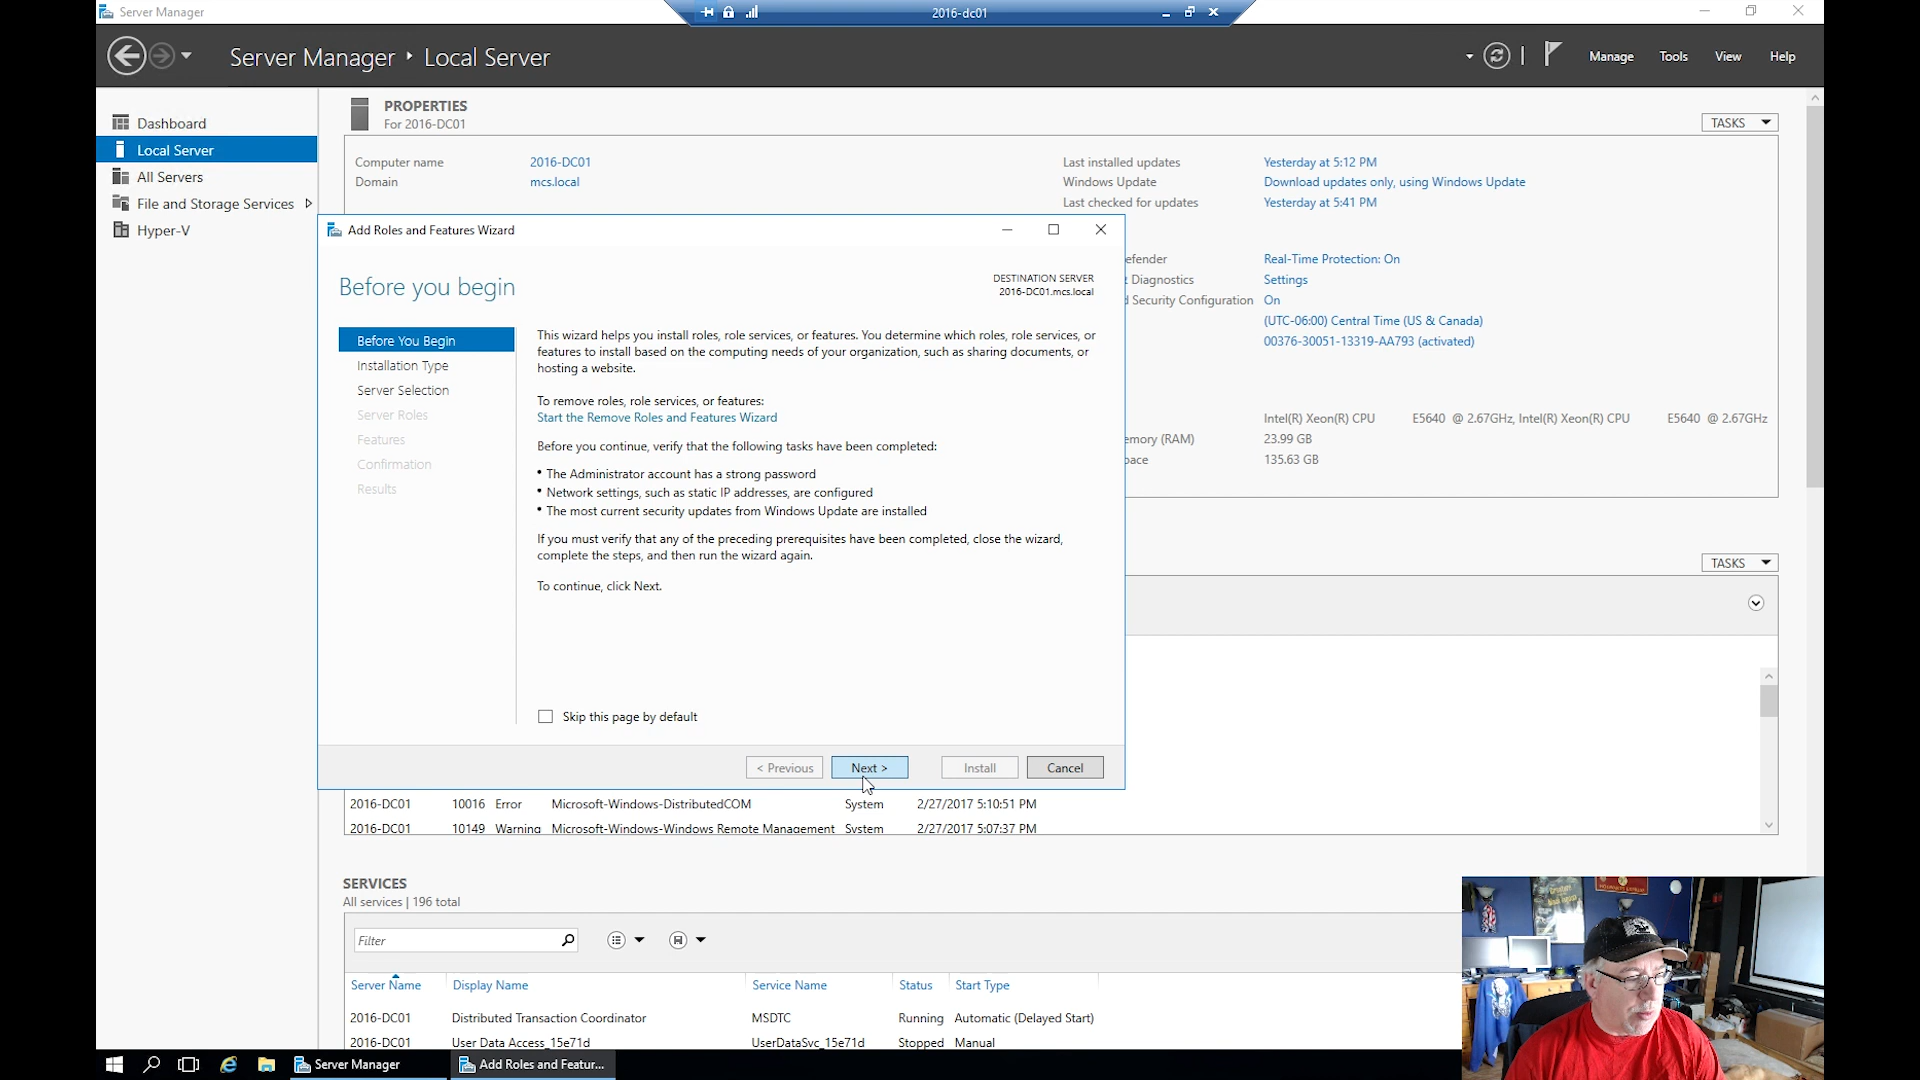 Server Manager
2016-dc01
Server Manager
Local Server
Manage
Tools
View
Help
Dashboard
Local Server
All Servers
File and Storage Services
Hyper-V
PROPERTIES
For 2016-DC01
TASKS
Computer name
2016-DC01
Domain
mcs.local
Last installed updates
Yesterday at 5:12 PM
Windows Update
Download updates only, using Windows Update
Last checked for updates
Yesterday at 5:41 PM
efender
Real-Time Protection: On
Diagnostics
Settings
d Security Configuration
On
(UTC-06:00) Central Time (US & Canada)
00376-30051-13319-AA793 (activated)
Intel(R) Xeon(R) CPU E5640 @ 2.67GHz, Intel(R) Xeon(R) CPU E5640 @ 2.67GHz
emory (RAM)
23.99 GB
pace
135.63 GB
TASKS
Add Roles and Features Wizard
Before you begin
DESTINATION SERVER
2016-DC01.mcs.local
Before You Begin
Installation Type
Server Selection
Server Roles
Features
Confirmation
Results
This wizard helps you install roles, role services, or features. You determine which roles, role services, or
features to install based on the computing needs of your organization, such as sharing documents, or
hosting a website.
To remove roles, role services, or features:
Start the Remove Roles and Features Wizard
Before you continue, verify that the following tasks have been completed:
• The Administrator account has a strong password
• Network settings, such as static IP addresses, are configured
• The most current security updates from Windows Update are installed
If you must verify that any of the preceding prerequisites have been completed, close the wizard,
complete the steps, and then run the wizard again.
To continue, click Next.
Skip this page by default
< Previous
Next >
Install
Cancel
2016-DC01 10016 Error Microsoft-Windows-DistributedCOM System 2/27/2017 5:10:51 PM
2016-DC01 10149 Warning Microsoft-Windows-Windows Remote Management System 2/27/2017 5:07:37 PM
SERVICES
All services | 196 total
Filter
Server Name Display Name Service Name Status Start Type
2016-DC01 Distributed Transaction Coordinator MSDTC Running Automatic (Delayed Start)
2016-DC01 User Data Access_15e71d UserDataSvc_15e71d Stopped Manual
Server Manager
Add Roles and Featur...